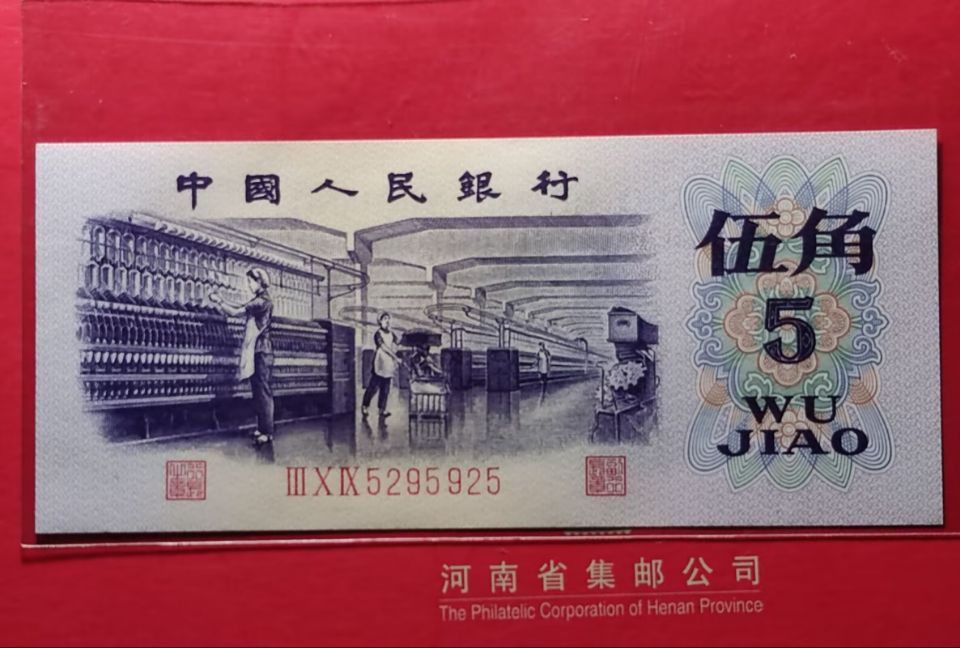 中國人民銀行
伍角
5
WU
JIAO
ⅢⅩⅨ5295925
河南省集邮公司
The Philatelic Corporation of Henan Province